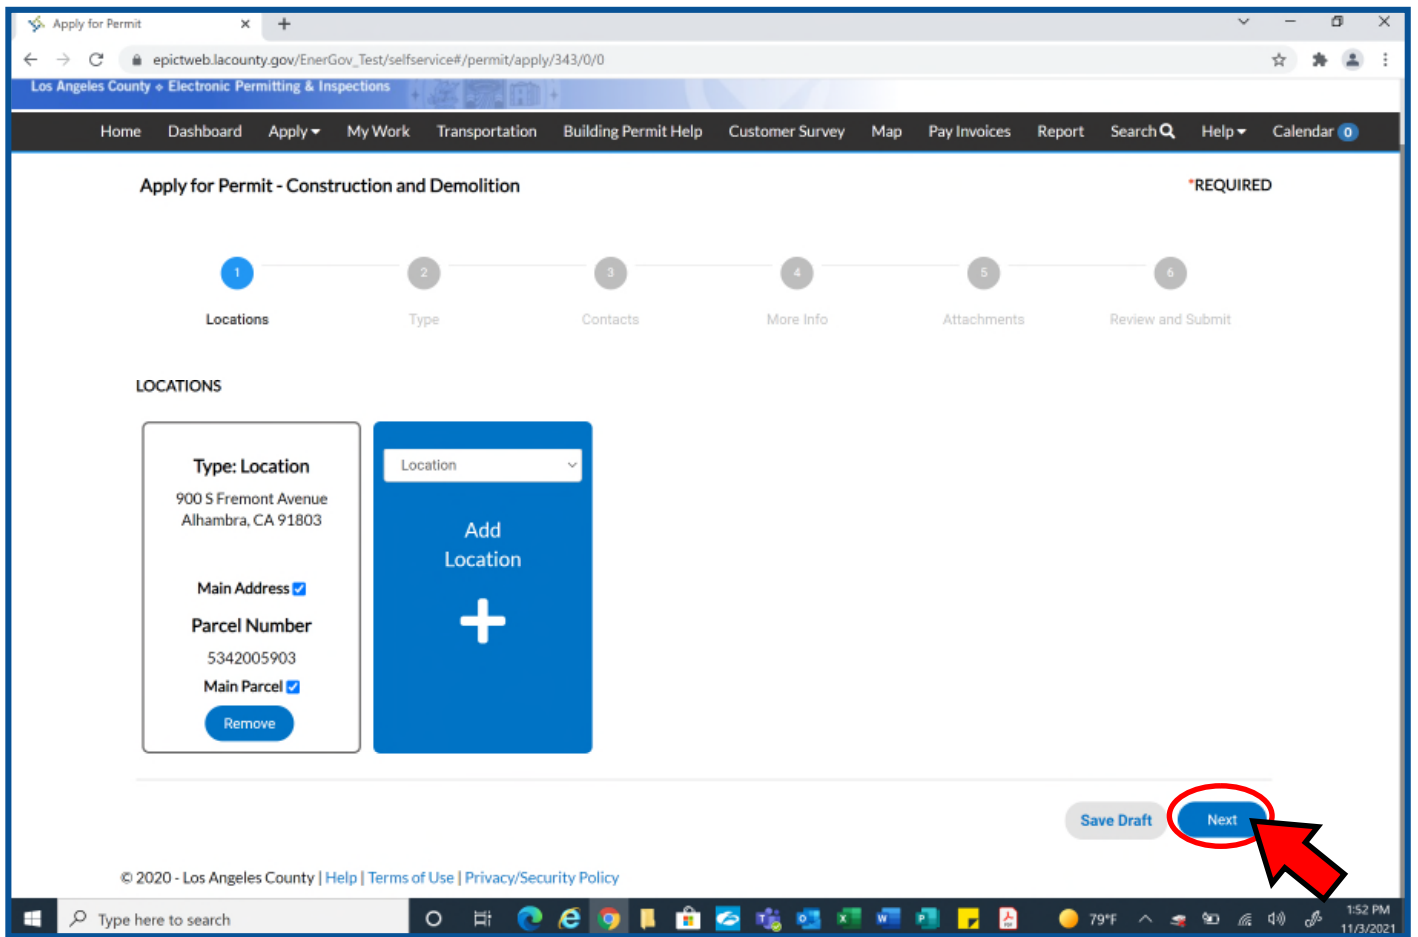 Apply for Permit
epictweb.lacounty.gov/EnerGov_Test/selfservice#/permit/apply/343/0/0
Los Angeles County ⟡ Electronic Permitting & Inspections
Home Dashboard Apply My Work Transportation Building Permit Help Customer Survey Map Pay Invoices Report Search Help Calendar 0
Apply for Permit - Construction and Demolition *REQUIRED
1 2 3 4 5 6
Locations Type Contacts More Info Attachments Review and Submit
LOCATIONS
Type: Location
900 S Fremont Avenue
Alhambra, CA 91803
Main Address
Parcel Number
5342005903
Main Parcel
Remove
Location
Add
Location
Save Draft Next
© 2020 - Los Angeles County | Help | Terms of Use | Privacy/Security Policy
Type here to search 79°F 1:52 PM
11/3/2021